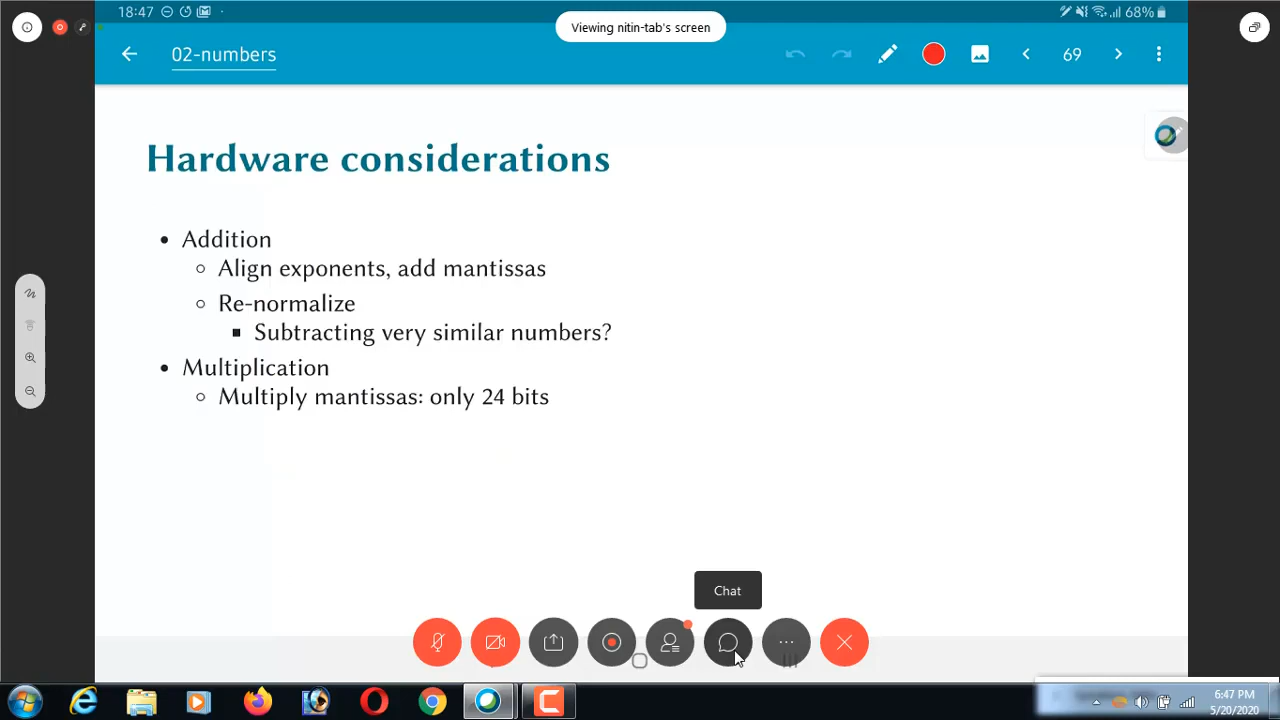 18:47
68%
Viewing nitin-tab's screen
02-numbers
69
Hardware considerations
• Addition
○ Align exponents, add mantissas
○ Re-normalize
▪ Subtracting very similar numbers?
• Multiplication
○ Multiply mantissas: only 24 bits
Chat
6:47 PM
5/20/2020